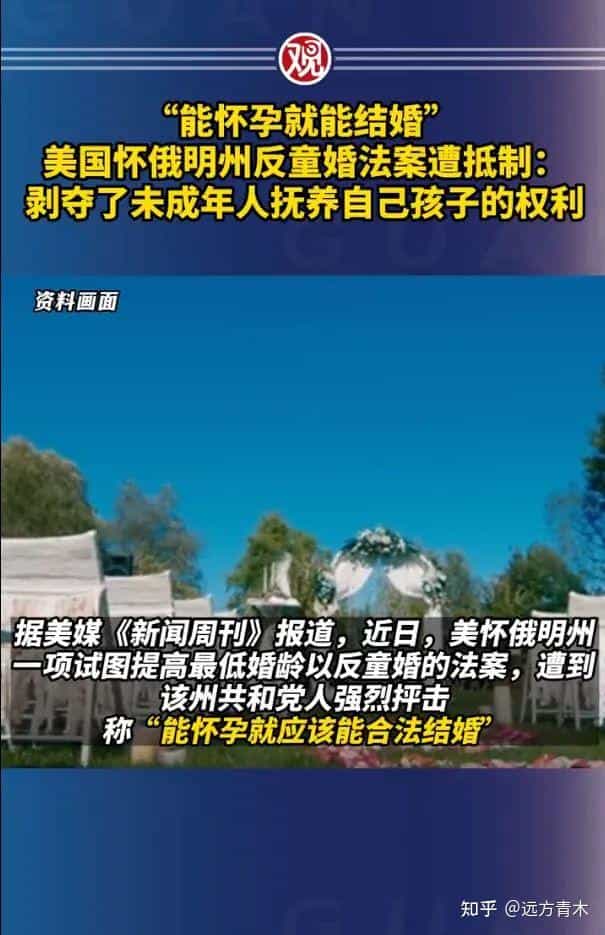 观
“能怀孕就能结婚”
美国怀俄明州反童婚法案遭抵制：
剥夺了未成年人抚养自己孩子的权利
资料画面
据美媒《新闻周刊》报道，近日，美怀俄明州
一项试图提高最低婚龄以反童婚的法案，遭到
该州共和党人强烈抨击
称“能怀孕就应该能合法结婚”
知乎 @远方青木